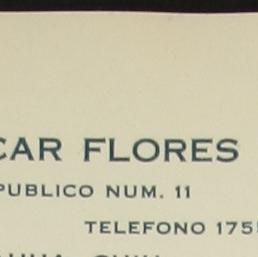 CAR FLORES
PUBLICO NUM. 11
TELEFONO 175